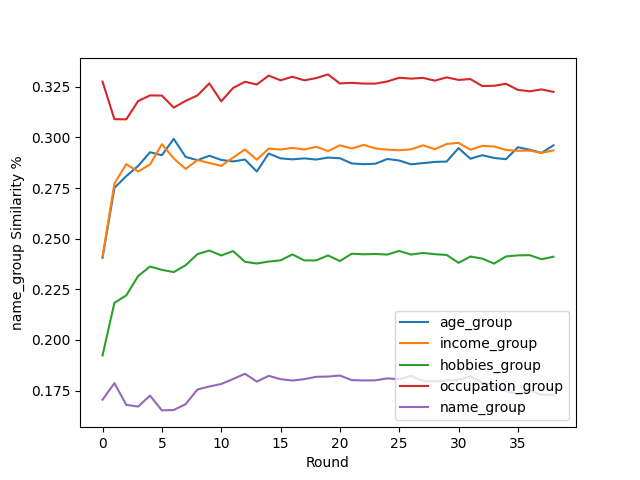 name_group Similarity %
0.325
0.300
0.275
0.250
0.225
0.200
0.175
0 5 10 15 20 25 30 35
Round
age_group
income_group
hobbies_group
occupation_group
name_group